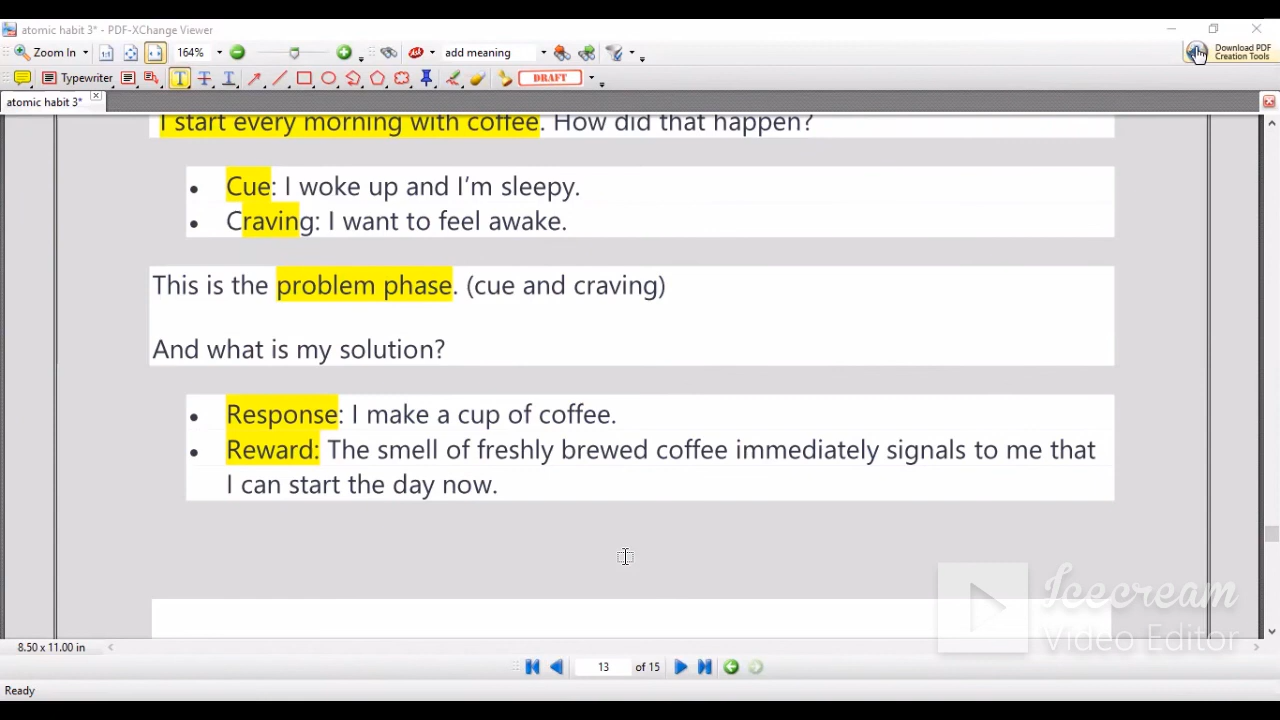 atomic habit 3* - PDF-XChange Viewer
Zoom In
164%
add meaning
Download PDF
Creation Tools
Typewriter
DRAFT
atomic habit 3*
I start every morning with coffee. How did that happen?
• Cue: I woke up and I’m sleepy.
• Craving: I want to feel awake.
This is the problem phase. (cue and craving)
And what is my solution?
• Response: I make a cup of coffee.
• Reward: The smell of freshly brewed coffee immediately signals to me that
I can start the day now.
Icecream
Video Editor
8.50 x 11.00 in
13 of 15
Ready